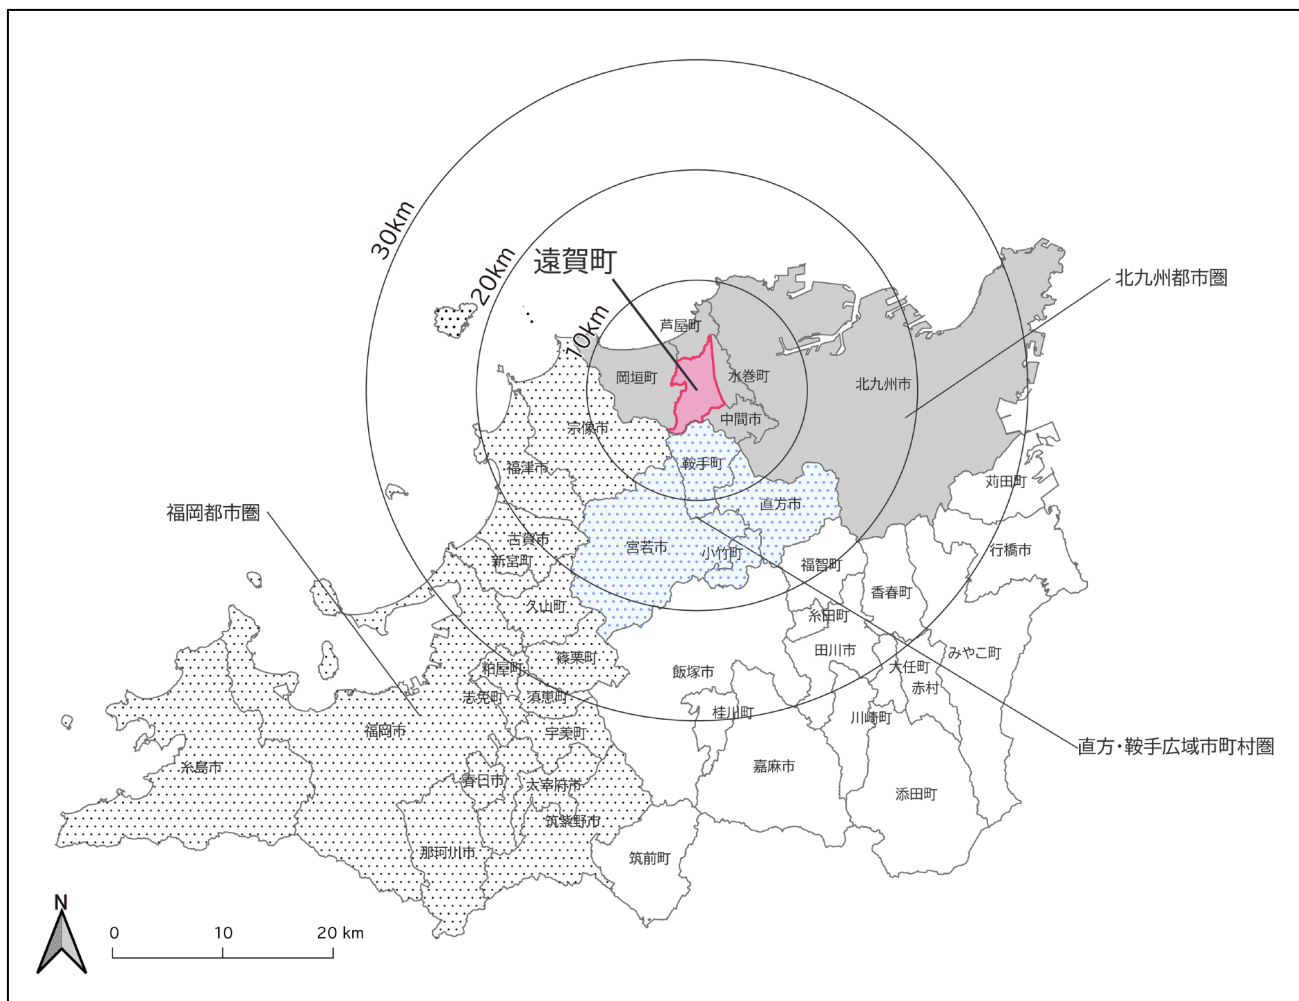 30km
20km
10km
遠賀町
北九州都市圏
芦屋町
岡垣町
水巻町
北九州市
中間市
宗像市
鞍手町
福津市
苅田町
直方市
福岡都市圏
古賀市
宮若市
小竹町
行橋市
新宮町
福智町
香春町
久山町
糸田町
田川市
みやこ町
篠栗町
粕屋町
飯塚市
大任町
赤村
志免町
須恵町
桂川町
川崎町
福岡市
宇美町
直方・鞍手広域市町村圏
糸島市
嘉麻市
春日市
太宰府市
添田町
筑紫野市
那珂川市
筑前町
N
0 10 20 km